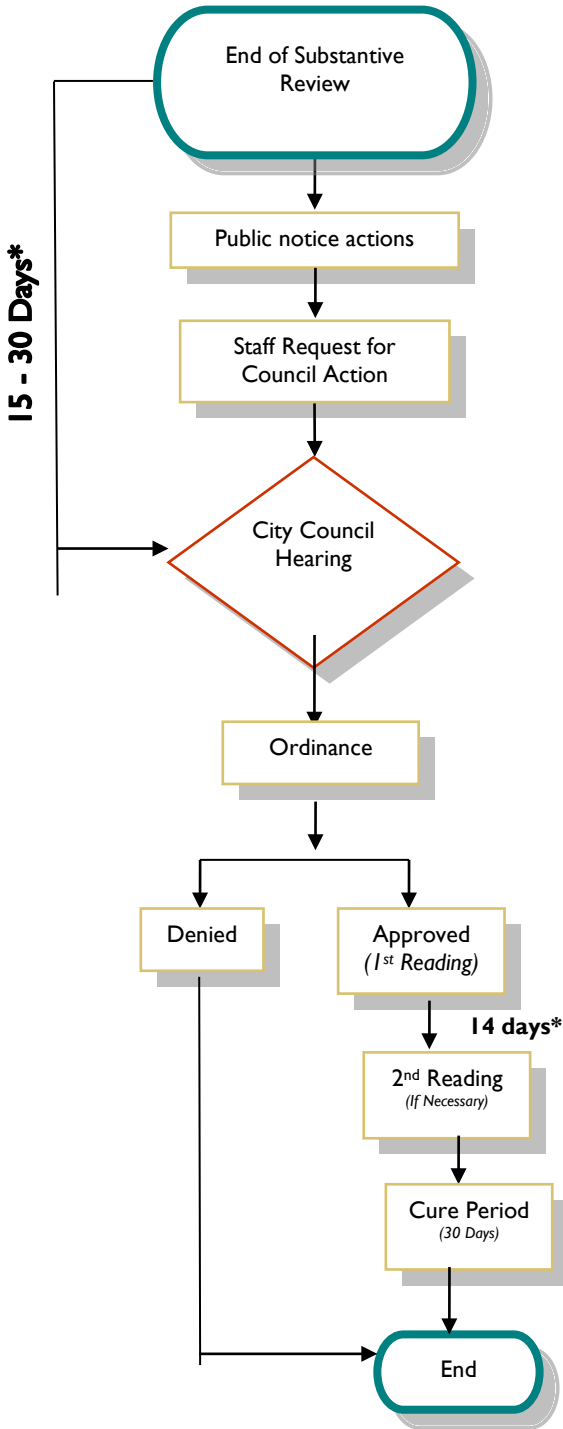 End of Substantive
Review
15 - 30 Days*
Public notice actions
Staff Request for
Council Action
City Council
Hearing
Ordinance
Denied
Approved
(1st Reading)
14 days*
2nd Reading
(If Necessary)
Cure Period
(30 Days)
End